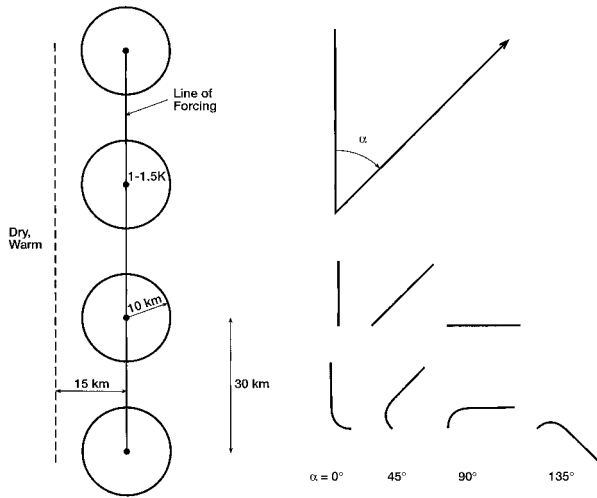 Line of
Forcing
α
1-1.5K
Dry,
Warm
10 km
15 km
30 km
α = 0°
45°
90°
135°